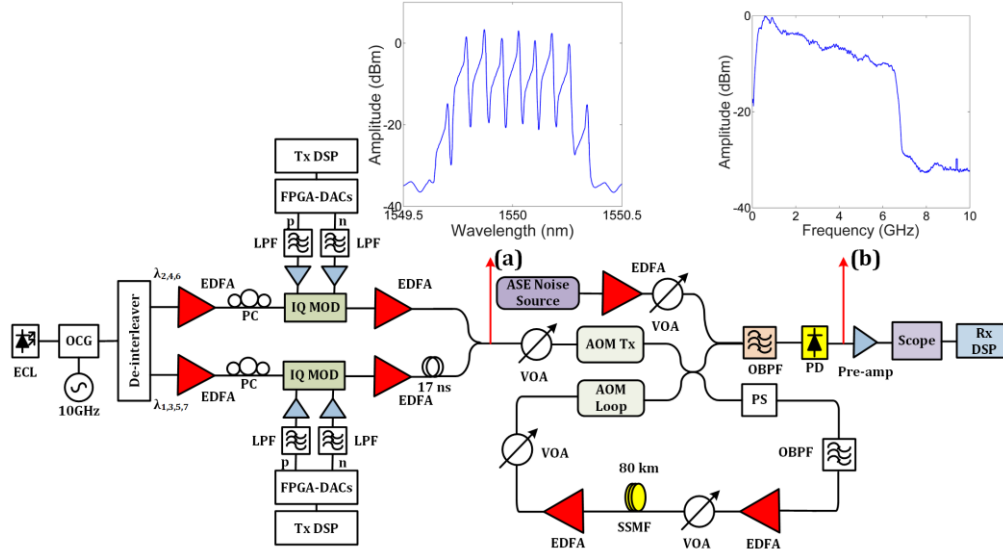 0
-20
-40
Amplitude (dBm)
1549.5
1550
1550.5
Wavelength (nm)
0
-20
-40
Amplitude (dBm)
0
2
4
6
8
10
Frequency (GHz)
Tx DSP
FPGA-DACs
p
n
LPF
LPF
λ2,4,6
EDFA
PC
IQ MOD
EDFA
(a)
ASE Noise
Source
EDFA
VOA
(b)
ECL
OCG
10GHz
De-interleaver
VOA
AOM Tx
OBPF
PD
Pre-amp
Scope
Rx
DSP
λ1,3,5,7
EDFA
PC
IQ MOD
EDFA
17 ns
AOM
Loop
PS
LPF
LPF
p
n
FPGA-DACs
Tx DSP
VOA
OBPF
EDFA
80 km
SSMF
VOA
EDFA